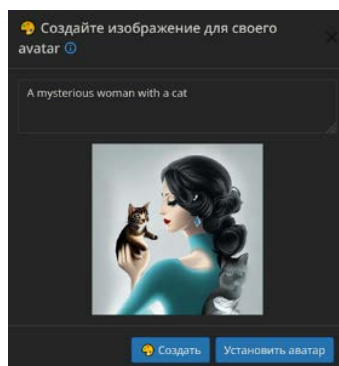 Создайте изображение для своего
avatar
A mysterious woman with a cat
Создать
Установить аватар